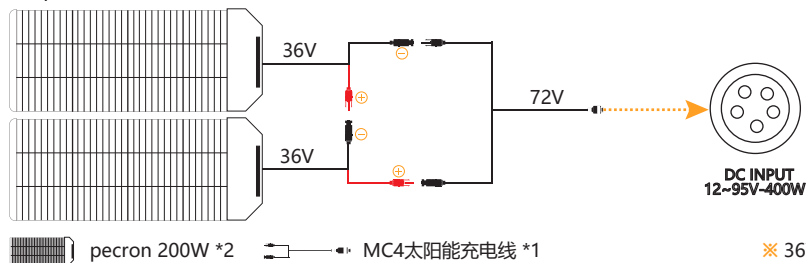 36V
⊖
72V
⊕
⊖
36V
⊕
DC INPUT
12~95V-400W
pecron 200W *2
MC4太阳能充电线 *1
※ 36